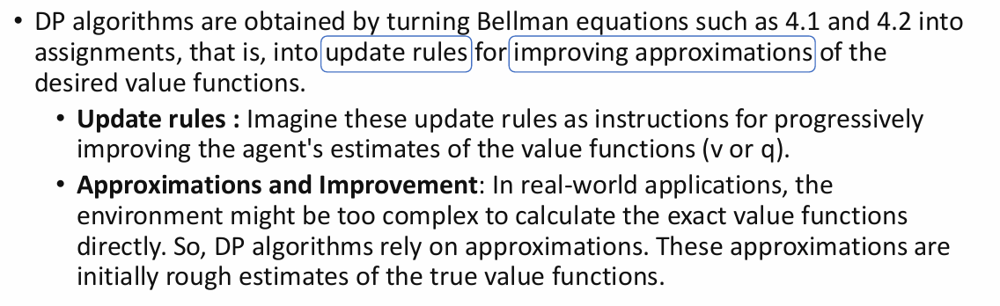 • DP algorithms are obtained by turning Bellman equations such as 4.1 and 4.2 into
assignments, that is, into update rules for improving approximations of the
desired value functions.
• Update rules : Imagine these update rules as instructions for progressively
improving the agent's estimates of the value functions (v or q).
• Approximations and Improvement: In real-world applications, the
environment might be too complex to calculate the exact value functions
directly. So, DP algorithms rely on approximations. These approximations are
initially rough estimates of the true value functions.